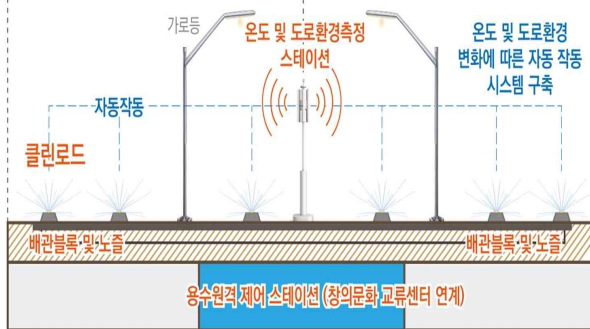 가로등
온도 및 도로환경측정
스테이션
온도 및 도로환경
변화에 따른 자동 작동
시스템 구축
자동작동
클린로드
배관블록 및 노즐
배관블록 및 노즐
용수원격 제어 스테이션 (창의문화 교류센터 연계)